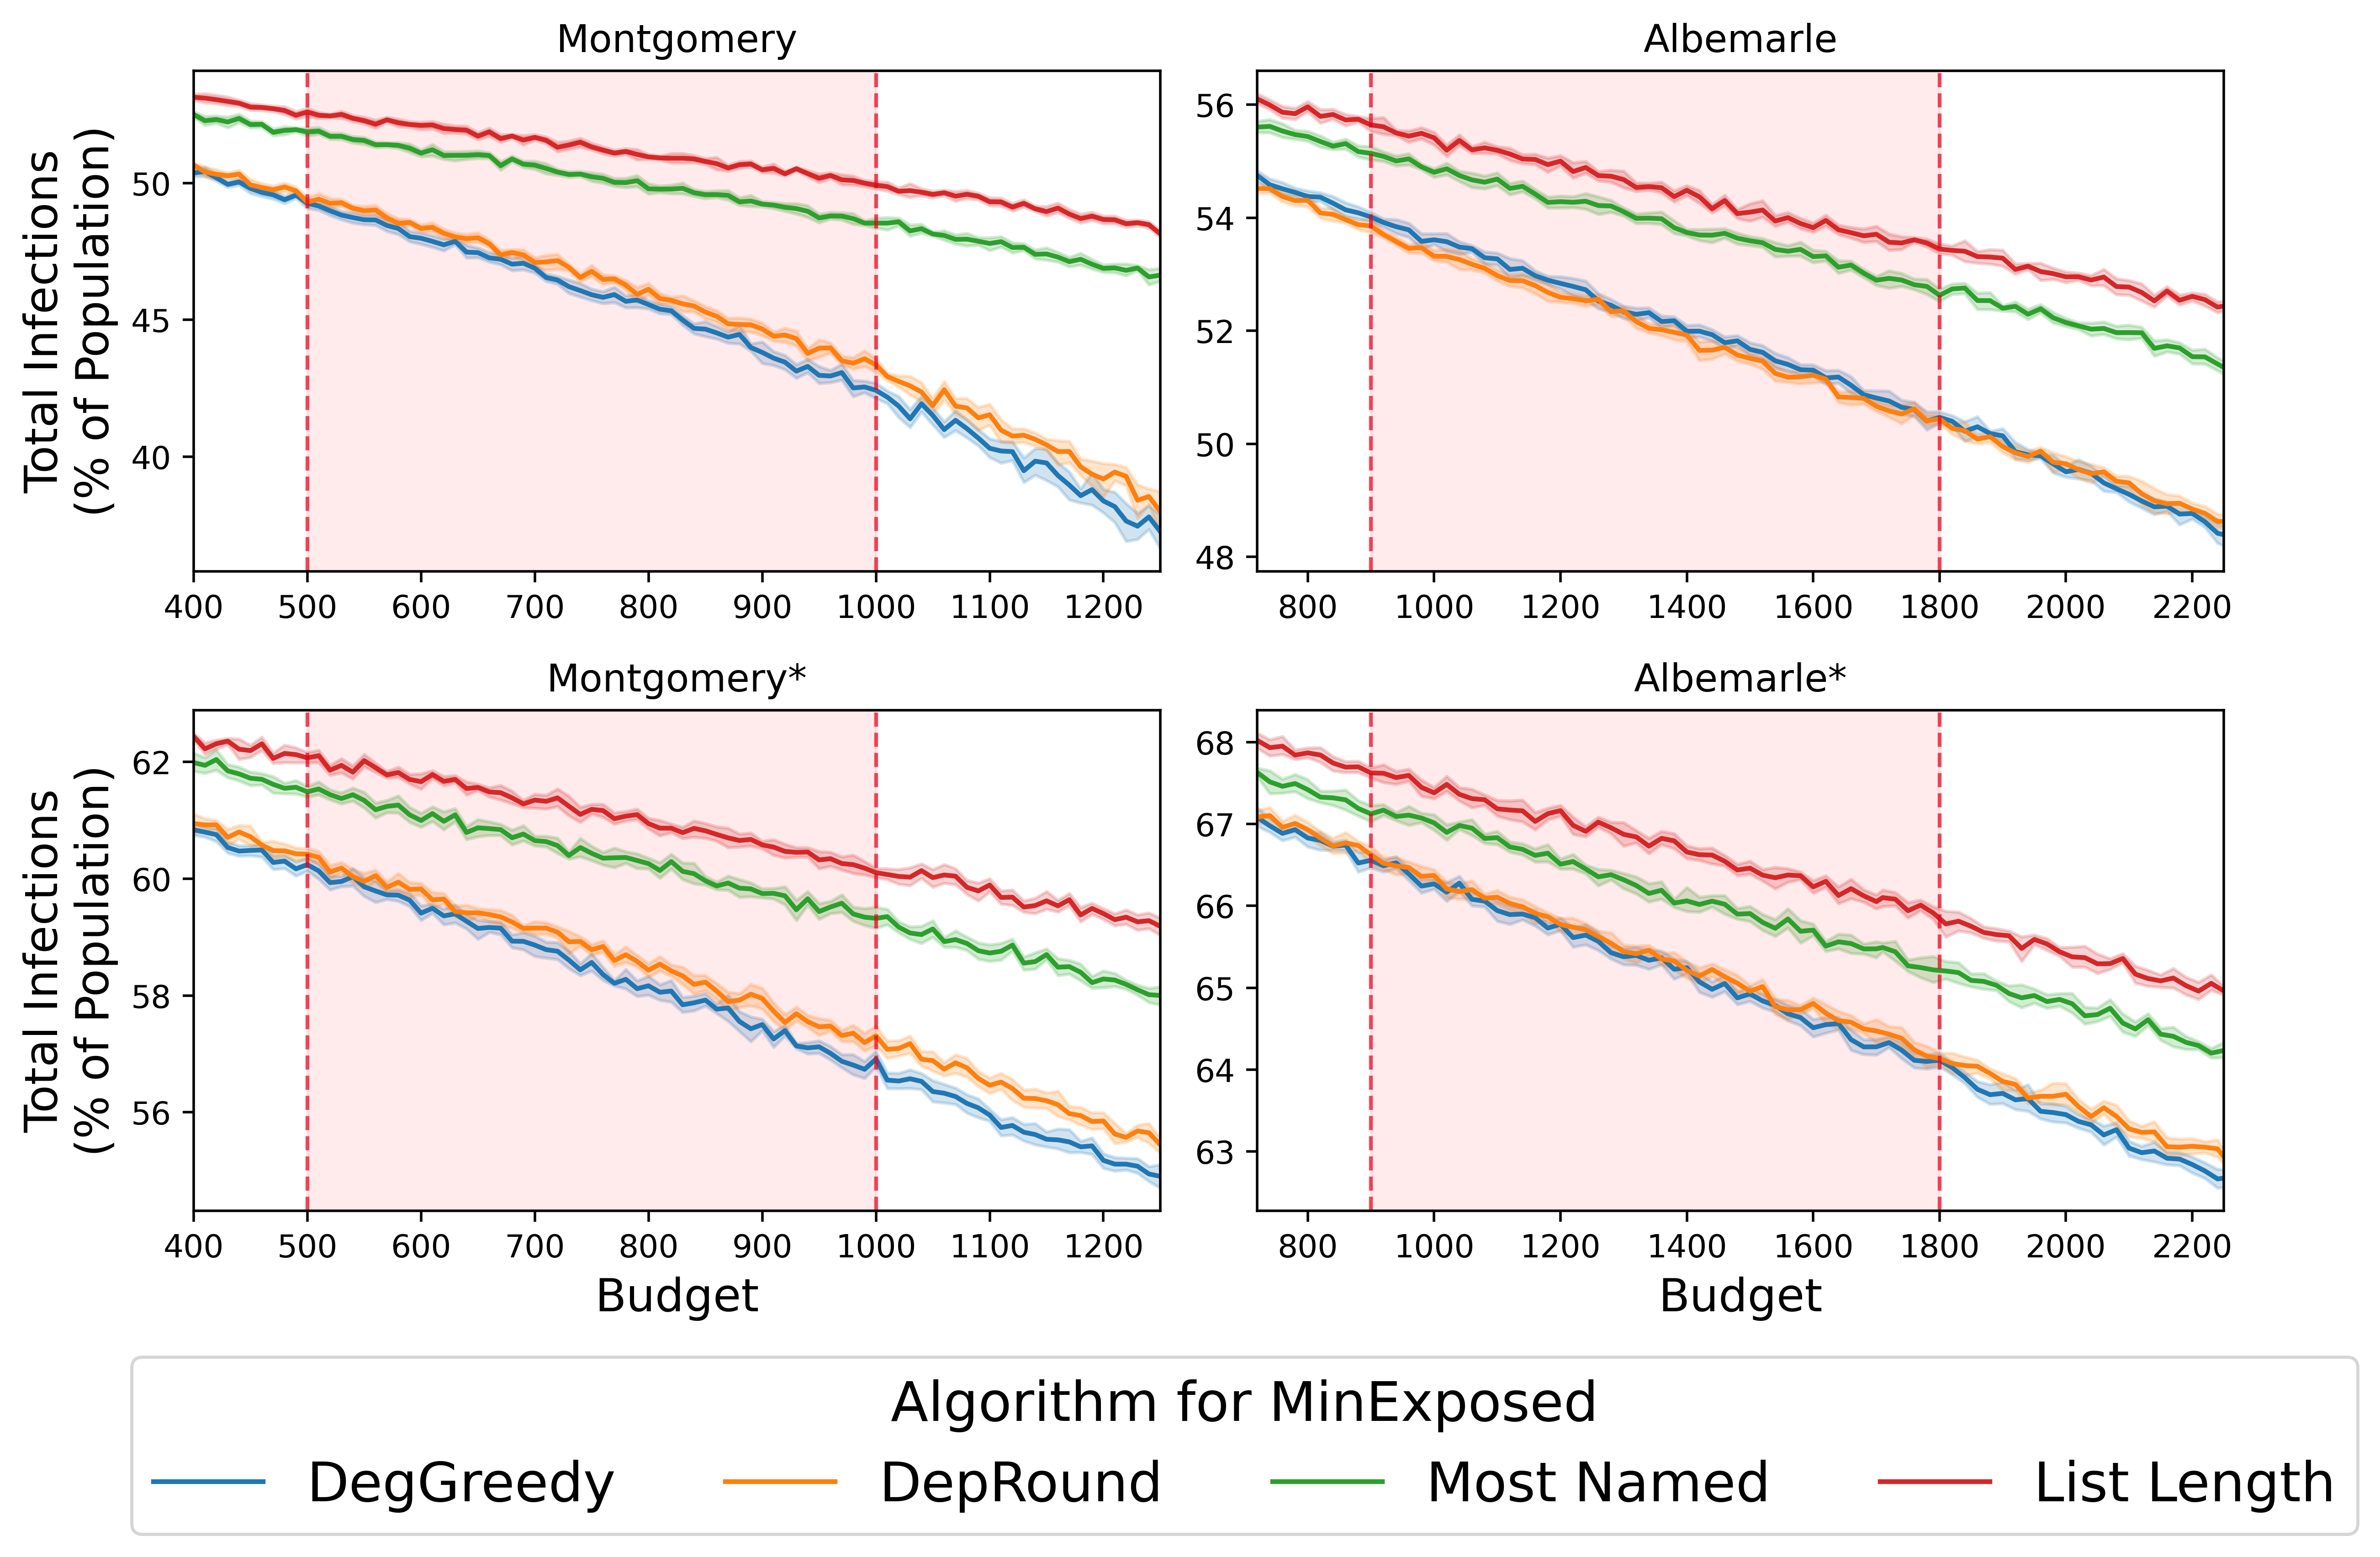 Montgomery
Albemarle
Total Infections
(% of Population)
50
45
40
56
54
52
50
48
400 500 600 700 800 900 1000 1100 1200
800 1000 1200 1400 1600 1800 2000 2200
Montgomery*
Albemarle*
Total Infections
(% of Population)
62
60
58
56
68
67
66
65
64
63
400 500 600 700 800 900 1000 1100 1200
800 1000 1200 1400 1600 1800 2000 2200
Budget
Budget
Algorithm for MinExposed
DegGreedy DepRound Most Named List Length